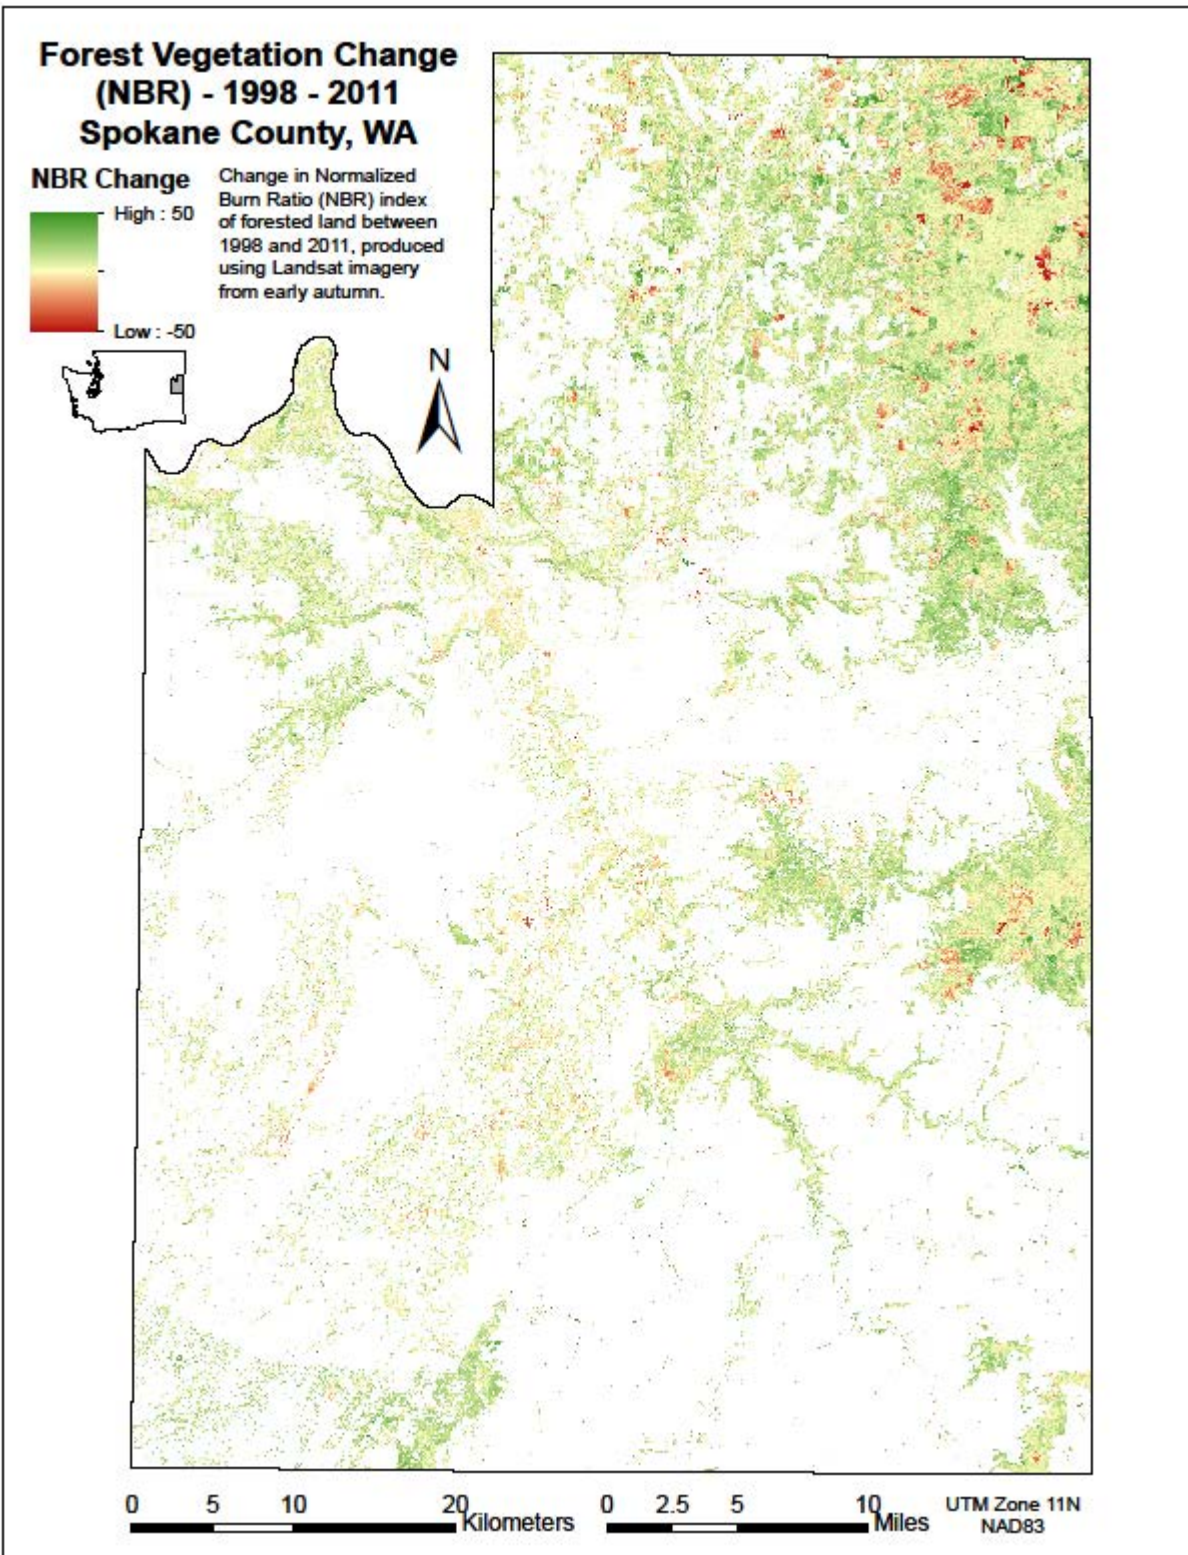 Forest Vegetation Change
(NBR) - 1998 - 2011
Spokane County, WA
NBR Change
High : 50
Low : -50
Change in Normalized
Burn Ratio (NBR) index
of forested land between
1998 and 2011, produced
using Landsat imagery
from early autumn.
N
0 5 10 20 Kilometers
0 2.5 5 10 Miles
UTM Zone 11N
NAD83